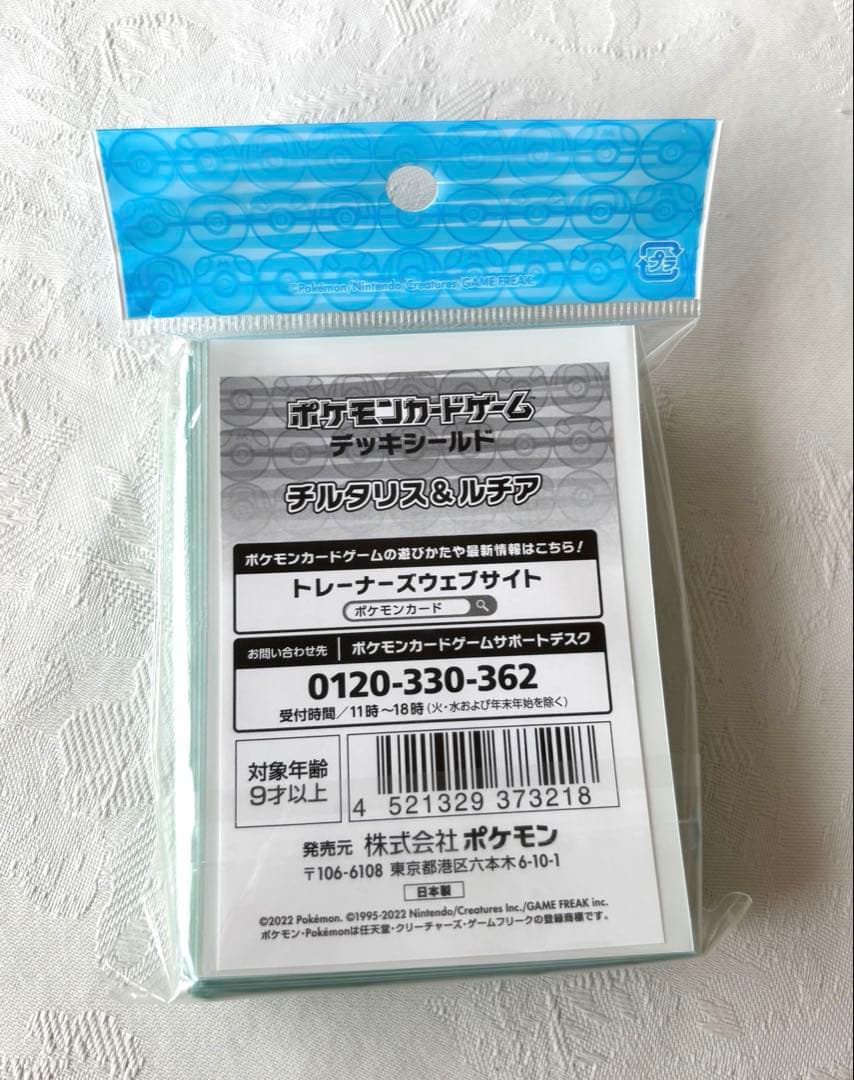 プラ
©Pokémon/Nintendo/Creatures/GAME FREAK.
ポケモンカードゲーム™
デッキシールド
チルタリス&ルチア
ポケモンカードゲームの遊びかたや最新情報はこちら!
トレーナーズウェブサイト
ポケモンカード
お問い合わせ先 | ポケモンカードゲームサポートデスク
0120-330-362
受付時間/11時~18時(火・水および年末年始を除く)
対象年齢
9才以上
4 521329 373218
発売元 株式会社 ポケモン
〒106-6108 東京都港区六本木6-10-1
日本製
©2022 Pokémon. ©1995-2022 Nintendo/Creatures Inc./GAME FREAK inc.
ポケモン・Pokémonは任天堂・クリーチャーズ・ゲームフリークの登録商標です。